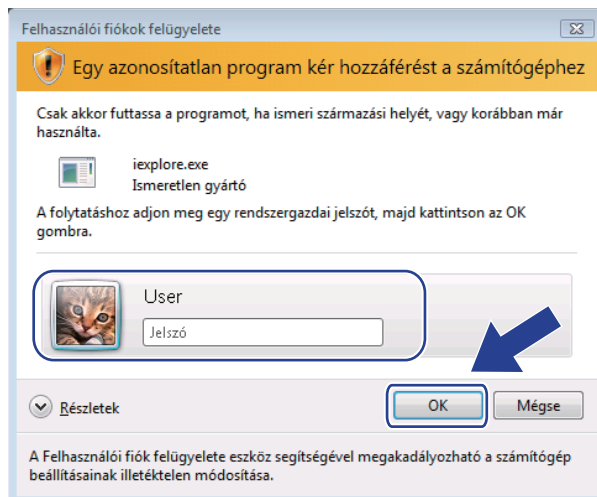 Felhasználói fiókok felügyelete
Egy azonosítatlan program kér hozzáférést a számítógéphez
Csak akkor futtassa a programot, ha ismeri származási helyét, vagy korábban már
használta.
iexplore.exe
Ismeretlen gyártó
A folytatáshoz adjon meg egy rendszergazdai jelszót, majd kattintson az OK
gombra.
User
Jelszó
Részletek
OK
Mégse
A Felhasználói fiók felügyelete eszköz segítségével megakadályozható a számítógép
beállításainak illetéktelen módosítása.